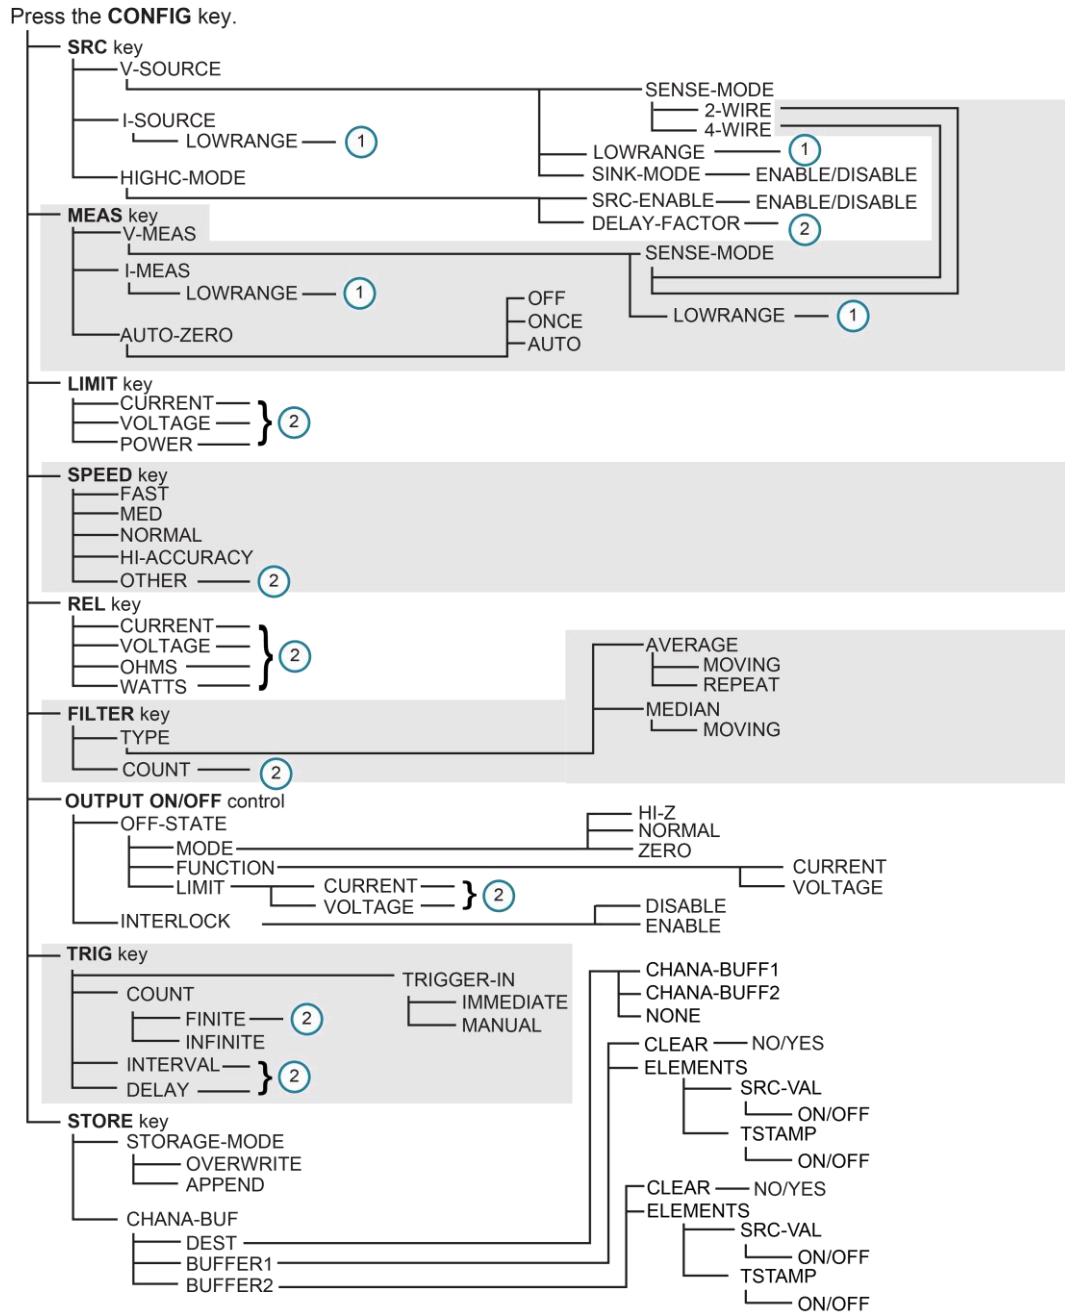 Press the CONFIG key.
SRC key
V-SOURCE
SENSE-MODE
2-WIRE
4-WIRE
I-SOURCE
LOWRANGE 1
LOWRANGE 1
SINK-MODE ENABLE/DISABLE
HIGHC-MODE
SRC-ENABLE ENABLE/DISABLE
DELAY-FACTOR 2
MEAS key
V-MEAS
SENSE-MODE
I-MEAS
LOWRANGE 1
LOWRANGE 1
AUTO-ZERO
OFF
ONCE
AUTO
LIMIT key
CURRENT
VOLTAGE
POWER
} 2
SPEED key
FAST
MED
NORMAL
HI-ACCURACY
OTHER 2
REL key
CURRENT
VOLTAGE
OHMS
WATTS
} 2
FILTER key
TYPE
AVERAGE
MOVING
REPEAT
MEDIAN
MOVING
COUNT 2
OUTPUT ON/OFF control
OFF-STATE
MODE
HI-Z
NORMAL
ZERO
FUNCTION
CURRENT
VOLTAGE
LIMIT
CURRENT
VOLTAGE
} 2
INTERLOCK
DISABLE
ENABLE
TRIG key
TRIGGER-IN
IMMEDIATE
MANUAL
COUNT
FINITE 2
INFINITE
INTERVAL
DELAY
} 2
STORE key
STORAGE-MODE
OVERWRITE
APPEND
CHANA-BUF
DEST
BUFFER1
BUFFER2
CHANA-BUFF1
CHANA-BUFF2
NONE
CLEAR NO/YES
ELEMENTS
SRC-VAL
ON/OFF
TSTAMP
ON/OFF
CLEAR NO/YES
ELEMENTS
SRC-VAL
ON/OFF
TSTAMP
ON/OFF